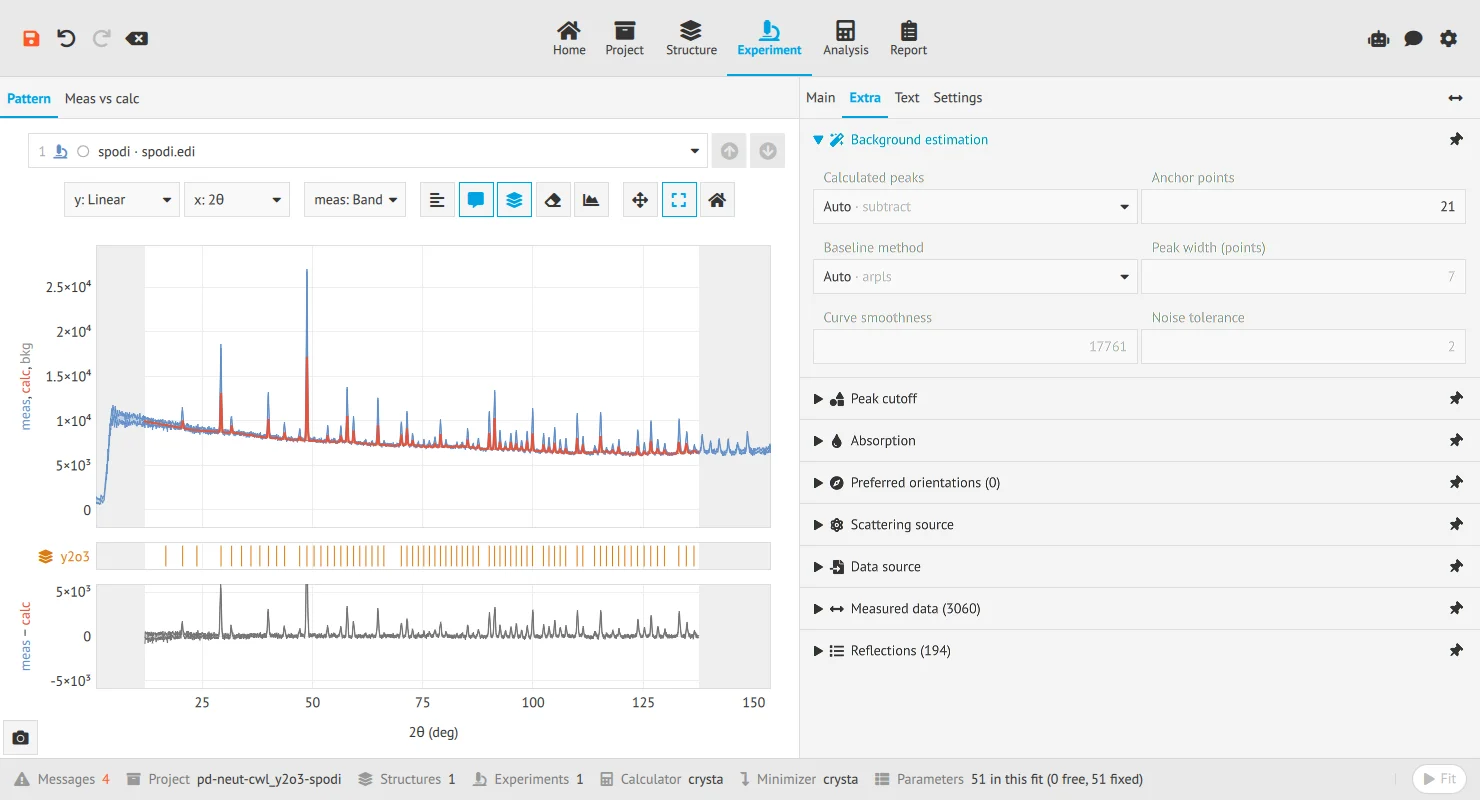 Home Project Structure Experiment Analysis Report
Pattern Meas vs calc
Main Extra Text Settings
1 spodi · spodi.edi
y: Linear x: 2θ meas: Band
2.5×10⁴
2×10⁴
1.5×10⁴
1×10⁴
5×10³
0
meas, calc, bkg
y2o3
5×10³
0
-5×10³
meas − calc
25 50 75 100 125 150
2θ (deg)
Background estimation
Calculated peaks Anchor points
Auto · subtract 21
Baseline method Peak width (points)
Auto · arpls 7
Curve smoothness Noise tolerance
17761 2
Peak cutoff
Absorption
Preferred orientations (0)
Scattering source
Data source
Measured data (3060)
Reflections (194)
Messages 4 Project pd-neut-cwl_y2o3-spodi Structures 1 Experiments 1 Calculator crysta Minimizer crysta Parameters 51 in this fit (0 free, 51 fixed) Fit